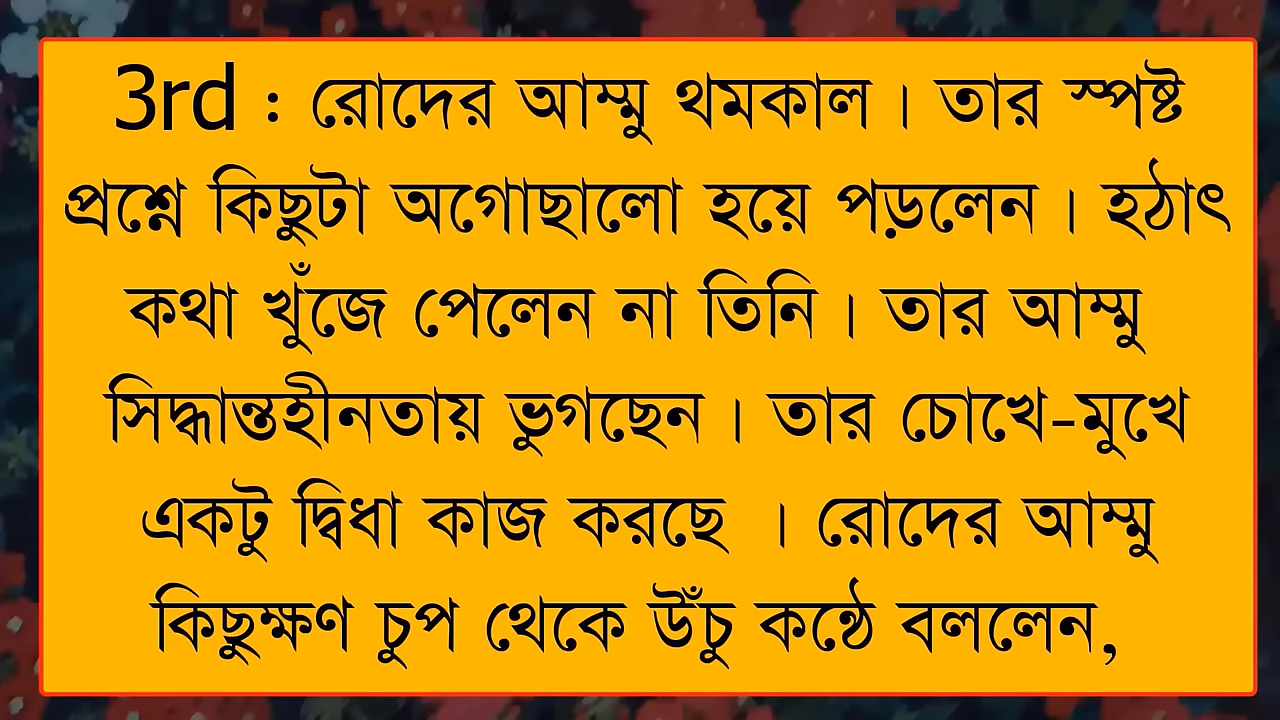 3rd : রোদের আম্মু থমকাল । তার স্পষ্ট
প্রশ্নে কিছুটা অগোছালো হয়ে পড়লেন । হঠাৎ
কথা খুঁজে পেলেন না তিনি । তার আম্মু
সিদ্ধান্তহীনতায় ভুগছেন । তার চোখে-মুখে
একটু দ্বিধা কাজ করছে । রোদের আম্মু
কিছুক্ষণ চুপ থেকে উঁচু কন্ঠে বললেন,